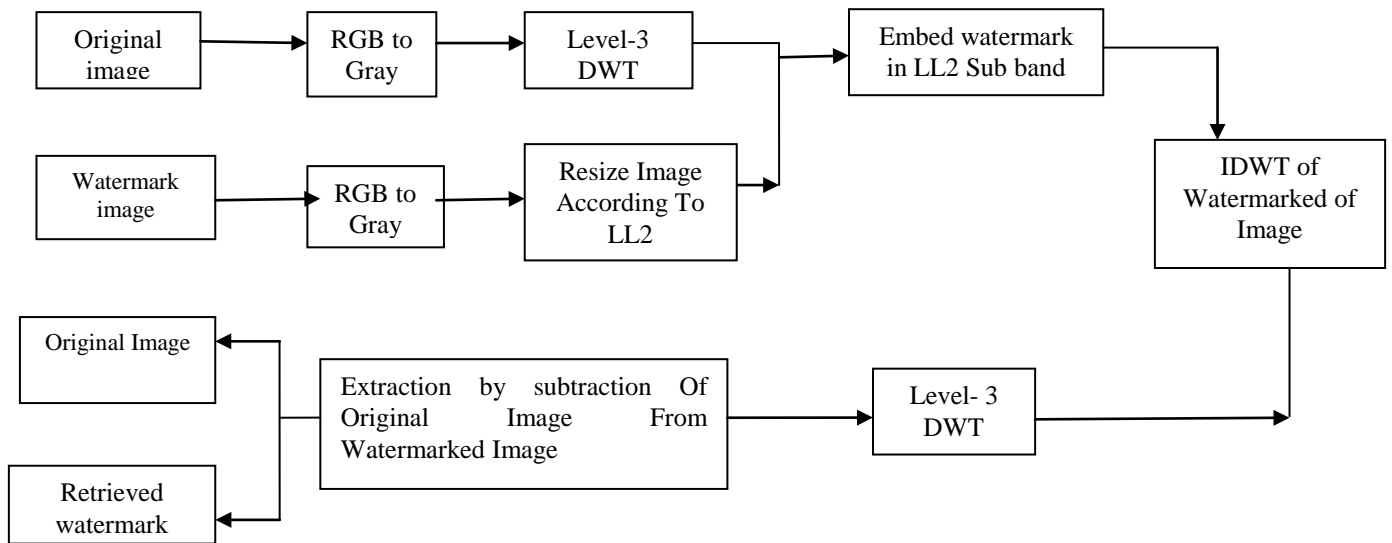 Original
image
RGB to
Gray
Level-3
DWT
Embed watermark
in LL2 Sub band
Watermark
image
RGB to
Gray
Resize Image
According To
LL2
IDWT of
Watermarked of
Image
Original Image
Extraction by subtraction Of
Original Image From
Watermarked Image
Level- 3
DWT
Retrieved
watermark